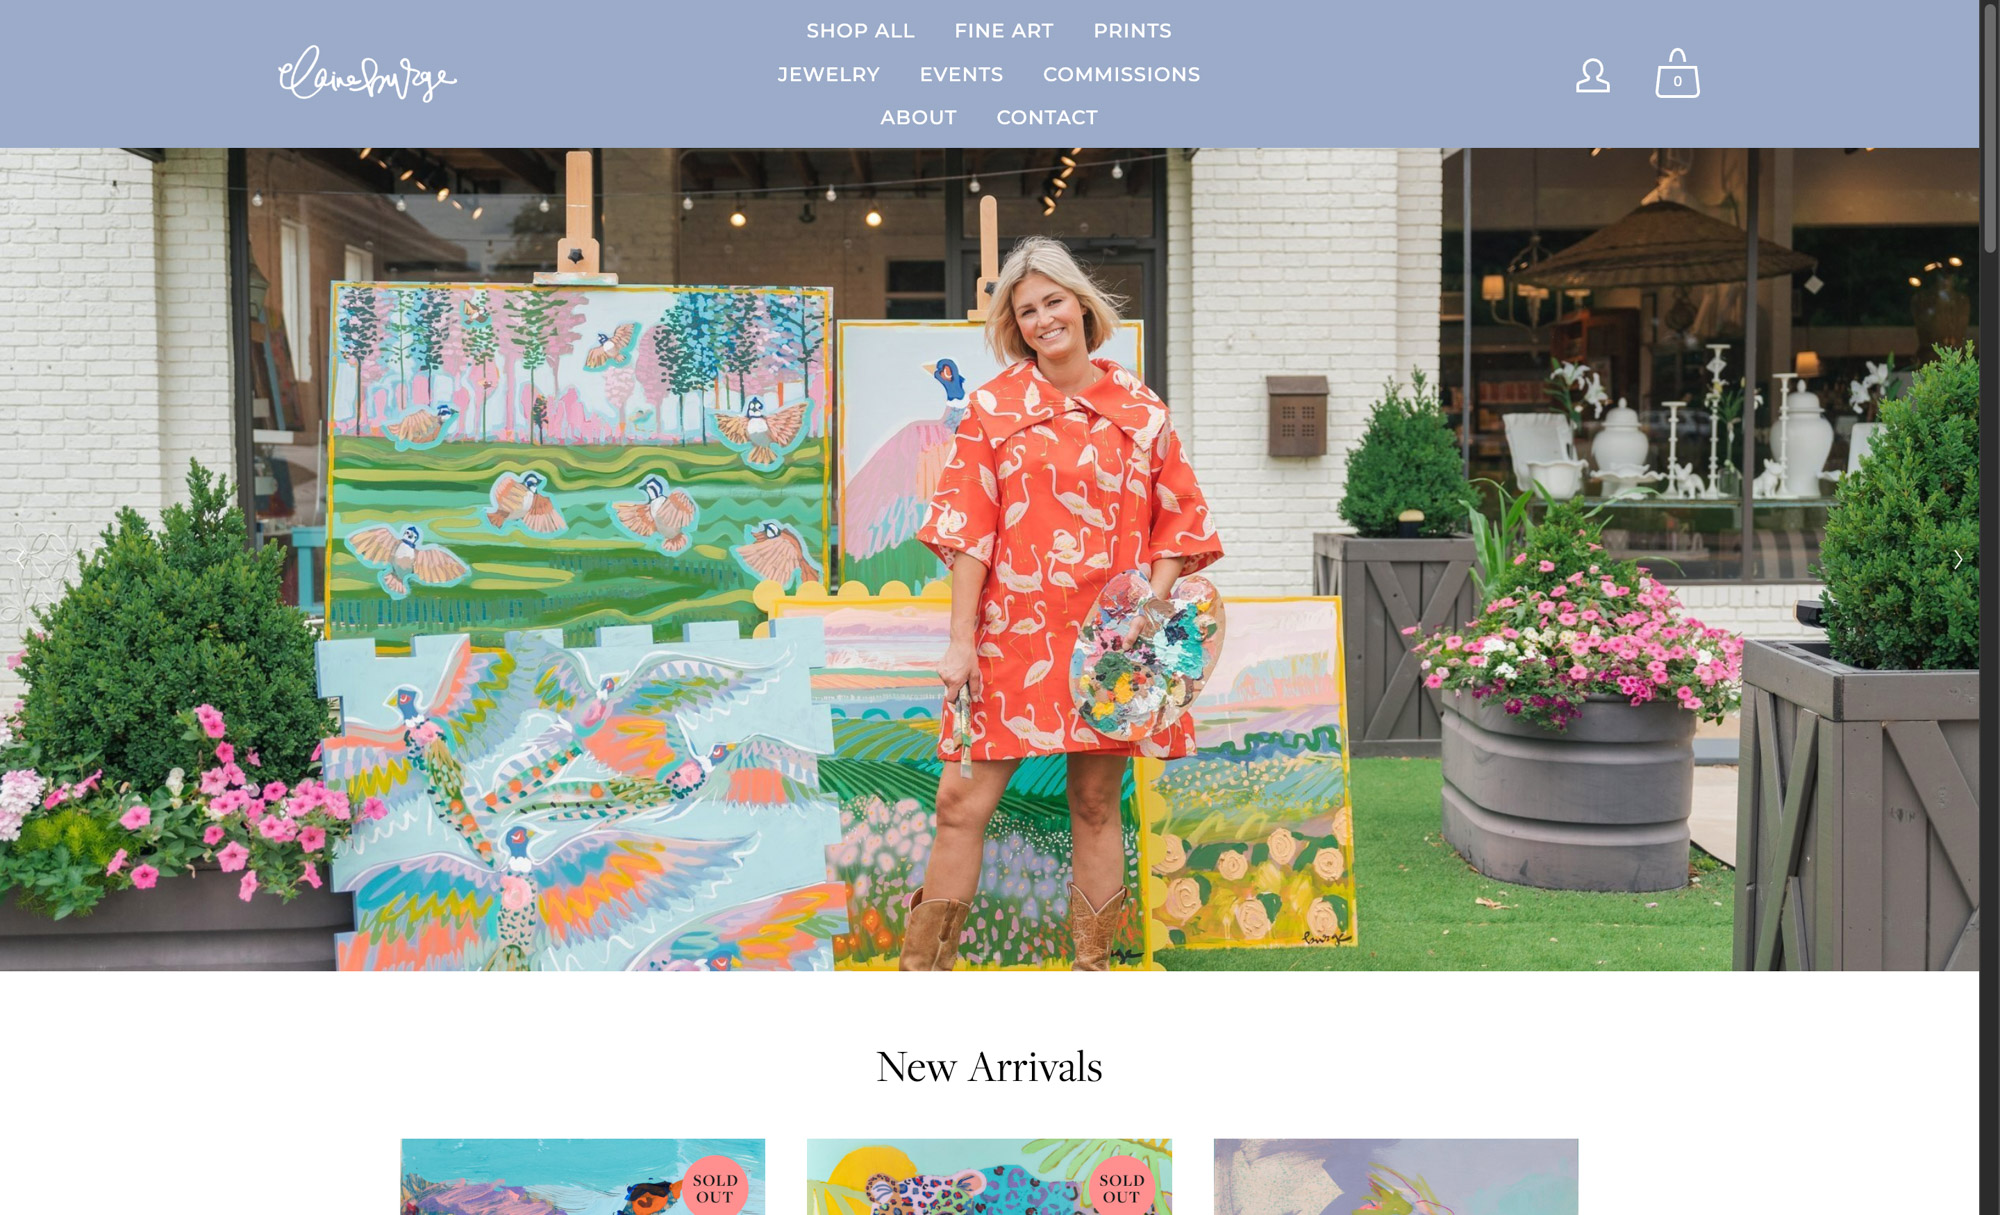 elaine burge
SHOP ALL FINE ART PRINTS
JEWELRY EVENTS COMMISSIONS
ABOUT CONTACT
0
burge
New Arrivals
SOLD
OUT
SOLD
OUT